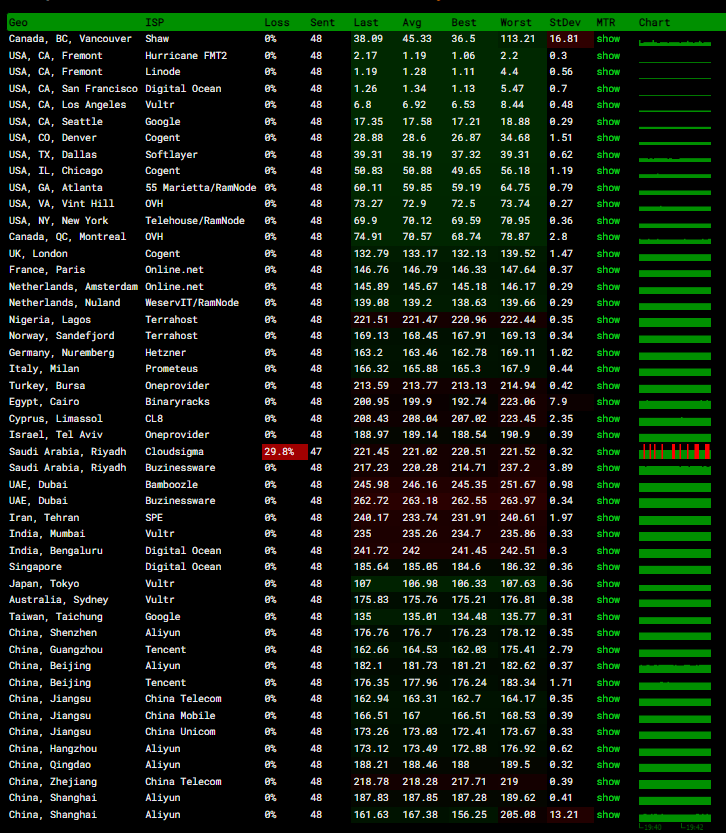 Geo ISP Loss Sent Last Avg Best Worst StDev MTR Chart
Canada, BC, Vancouver Shaw 0% 48 38.09 45.33 36.5 113.21 16.81 show
USA, CA, Fremont Hurricane FMT2 0% 48 2.17 1.19 1.06 2.2 0.3 show
USA, CA, Fremont Linode 0% 48 1.19 1.28 1.11 4.4 0.56 show
USA, CA, San Francisco Digital Ocean 0% 48 1.26 1.34 1.13 5.47 0.7 show
USA, CA, Los Angeles Vultr 0% 48 6.8 6.92 6.53 8.44 0.48 show
USA, CA, Seattle Google 0% 48 17.35 17.58 17.21 18.88 0.29 show
USA, CO, Denver Cogent 0% 48 28.88 28.6 26.87 34.68 1.51 show
USA, TX, Dallas Softlayer 0% 48 39.31 38.19 37.32 39.31 0.62 show
USA, IL, Chicago Cogent 0% 48 50.83 50.88 49.65 56.18 1.19 show
USA, GA, Atlanta 55 Marietta/RamNode 0% 48 60.11 59.85 59.19 64.75 0.79 show
USA, VA, Vint Hill OVH 0% 48 73.27 72.9 72.5 73.74 0.27 show
USA, NY, New York Telehouse/RamNode 0% 48 69.9 70.12 69.59 70.95 0.36 show
Canada, QC, Montreal OVH 0% 48 74.91 70.57 68.74 78.87 2.8 show
UK, London Cogent 0% 48 132.79 133.17 132.13 139.52 1.47 show
France, Paris Online.net 0% 48 146.76 146.79 146.33 147.64 0.37 show
Netherlands, Amsterdam Online.net 0% 48 145.89 145.67 145.18 146.17 0.29 show
Netherlands, Nuland WeservIT/RamNode 0% 48 139.08 139.2 138.63 139.66 0.29 show
Nigeria, Lagos Terrahost 0% 48 221.51 221.47 220.96 222.44 0.35 show
Norway, Sandefjord Terrahost 0% 48 169.13 168.45 167.91 169.13 0.34 show
Germany, Nuremberg Hetzner 0% 48 163.2 163.46 162.78 169.11 1.02 show
Italy, Milan Prometeus 0% 48 166.32 165.88 165.3 167.9 0.44 show
Turkey, Bursa Oneprovider 0% 48 213.59 213.77 213.13 214.94 0.42 show
Egypt, Cairo Binaryracks 0% 48 200.95 199.9 192.74 223.06 7.9 show
Cyprus, Limassol CL8 0% 48 208.43 208.04 207.02 223.45 2.35 show
Israel, Tel Aviv Oneprovider 0% 48 188.97 189.14 188.54 190.9 0.39 show
Saudi Arabia, Riyadh Cloudsigma 29.8% 47 221.45 221.02 220.51 221.52 0.32 show
Saudi Arabia, Riyadh Buzinessware 0% 48 217.23 220.28 214.71 237.2 3.89 show
UAE, Dubai Bamboozle 0% 48 245.98 246.16 245.35 251.67 0.98 show
UAE, Dubai Buzinessware 0% 48 262.72 263.18 262.55 263.97 0.34 show
Iran, Tehran SPE 0% 48 240.17 233.74 231.91 240.61 1.97 show
India, Mumbai Vultr 0% 48 235 235.26 234.7 235.86 0.33 show
India, Bengaluru Digital Ocean 0% 48 241.72 242 241.45 242.51 0.3 show
Singapore Digital Ocean 0% 48 185.64 185.05 184.6 186.32 0.36 show
Japan, Tokyo Vultr 0% 48 107 106.98 106.33 107.63 0.36 show
Australia, Sydney Vultr 0% 48 175.83 175.76 175.21 176.81 0.38 show
Taiwan, Taichung Google 0% 48 135 135.01 134.48 135.77 0.31 show
China, Shenzhen Aliyun 0% 48 176.76 176.7 176.23 178.12 0.35 show
China, Guangzhou Tencent 0% 48 162.66 164.53 162.03 175.41 2.79 show
China, Beijing Aliyun 0% 48 182.1 181.73 181.21 182.62 0.37 show
China, Beijing Tencent 0% 48 176.35 177.96 176.24 183.34 1.71 show
China, Jiangsu China Telecom 0% 48 162.94 163.31 162.7 164.17 0.35 show
China, Jiangsu China Mobile 0% 48 166.51 167 166.51 168.53 0.39 show
China, Jiangsu China Unicom 0% 48 173.26 173.03 172.41 173.67 0.33 show
China, Hangzhou Aliyun 0% 48 173.12 173.49 172.88 176.92 0.62 show
China, Qingdao Aliyun 0% 48 188.21 188.46 188 189.5 0.32 show
China, Zhejiang China Telecom 0% 48 218.78 218.28 217.71 219 0.39 show
China, Shanghai Aliyun 0% 48 187.83 187.85 187.28 189.62 0.41 show
China, Shanghai Aliyun 0% 48 161.63 167.38 156.25 205.08 13.21 show
19:40 19:42